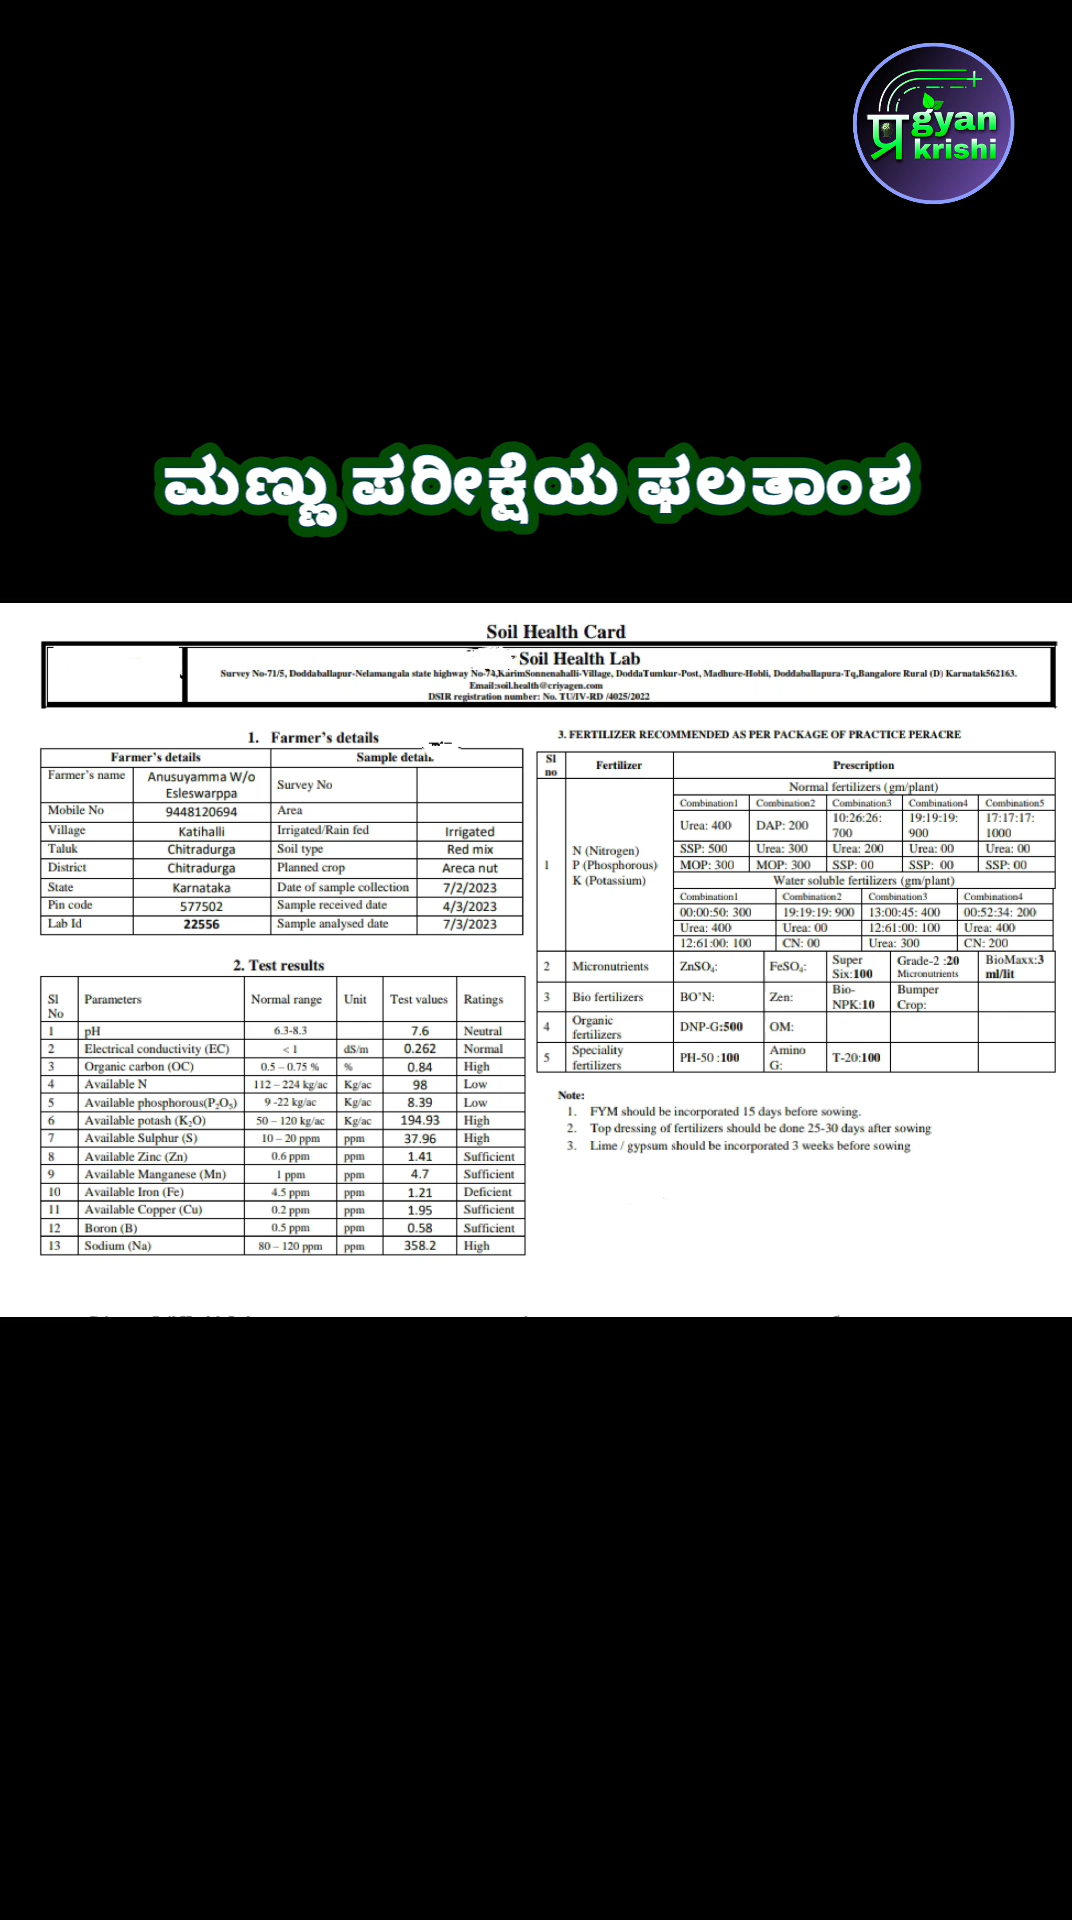 प्र gyan
krishi
ಮಣ್ಣು ಪರೀಕ್ಷೆಯ ಫಲತಾಂಶ
Soil Health Card
Soil Health Lab
Survey No-71/5, Doddaballapur-Nelamangala state highway No-74,KarimSonnenahalli-Village, DoddaTumkur-Post, Madhure-Hobli, Doddaballapura-Tq,Bangalore Rural (D) Karnatak562163.
Email:soil.health@criyagen.com
DSIR registration number: No. TU/IV-RD /4025/2022
1. Farmer's details
Farmer's details Sample detai
Farmer's name Anusuyamma W/o Esleswarppa Survey No
Mobile No 9448120694 Area
Village Katihalli Irrigated/Rain fed Irrigated
Taluk Chitradurga Soil type Red mix
District Chitradurga Planned crop Areca nut
State Karnataka Date of sample collection 7/2/2023
Pin code 577502 Sample received date 4/3/2023
Lab Id 22556 Sample analysed date 7/3/2023
2. Test results
Sl No Parameters Normal range Unit Test values Ratings
1 pH 6.3-8.3 7.6 Neutral
2 Electrical conductivity (EC) < 1 dS/m 0.262 Normal
3 Organic carbon (OC) 0.5 – 0.75 % % 0.84 High
4 Available N 112 – 224 kg/ac Kg/ac 98 Low
5 Available phosphorous(P₂O₅) 9 -22 kg/ac Kg/ac 8.39 Low
6 Available potash (K₂O) 50 – 120 kg/ac Kg/ac 194.93 High
7 Available Sulphur (S) 10 – 20 ppm ppm 37.96 High
8 Available Zinc (Zn) 0.6 ppm ppm 1.41 Sufficient
9 Available Manganese (Mn) 1 ppm ppm 4.7 Sufficient
10 Available Iron (Fe) 4.5 ppm ppm 1.21 Deficient
11 Available Copper (Cu) 0.2 ppm ppm 1.95 Sufficient
12 Boron (B) 0.5 ppm ppm 0.58 Sufficient
13 Sodium (Na) 80 – 120 ppm ppm 358.2 High
3. FERTILIZER RECOMMENDED AS PER PACKAGE OF PRACTICE PERACRE
Sl no Fertilizer Prescription
Normal fertilizers (gm/plant)
Combination1 Combination2 Combination3 Combination4 Combination5
Urea: 400 DAP: 200 10:26:26: 700 19:19:19: 900 17:17:17: 1000
1 N (Nitrogen) P (Phosphorous) K (Potassium) SSP: 500 Urea: 300 Urea: 200 Urea: 00 Urea: 00
MOP: 300 MOP: 300 SSP: 00 SSP: 00 SSP: 00
Water soluble fertilizers (gm/plant)
Combination1 Combination2 Combination3 Combination4
00:00:50: 300 19:19:19: 900 13:00:45: 400 00:52:34: 200
Urea: 400 Urea: 00 12:61:00: 100 Urea: 400
12:61:00: 100 CN: 00 Urea: 300 CN: 200
2 Micronutrients ZnSO₄: FeSO₄: Super Six:100 Grade-2 :20 Micronutrients BioMaxx:3 ml/lit
3 Bio fertilizers BO'N: Zen: Bio-NPK:10 Bumper Crop:
4 Organic fertilizers DNP-G:500 OM:
5 Speciality fertilizers PH-50 :100 Amino G: T-20:100
Note:
1. FYM should be incorporated 15 days before sowing.
2. Top dressing of fertilizers should be done 25-30 days after sowing
3. Lime / gypsum should be incorporated 3 weeks before sowing